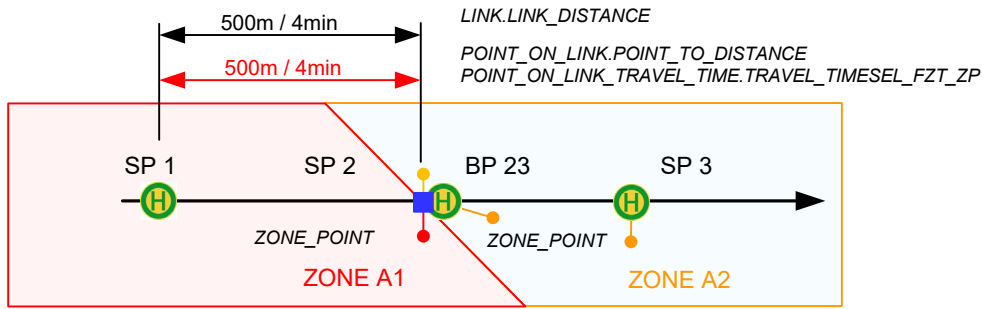 500m / 4min
LINK.LINK_DISTANCE
500m / 4min
POINT_ON_LINK.POINT_TO_DISTANCE
POINT_ON_LINK_TRAVEL_TIME.TRAVEL_TIMESEL_FZT_ZP
SP 1
SP 2
BP 23
SP 3
H
H
H
ZONE_POINT
ZONE_POINT
ZONE A1
ZONE A2